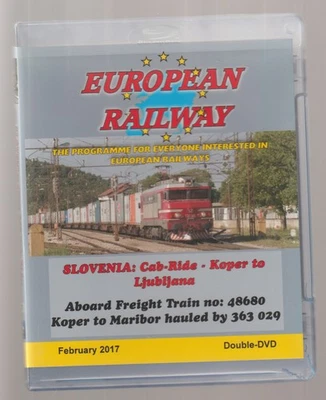 EUROPEAN
RAILWAY
THE PROGRAMME FOR EVERYONE INTERESTED IN
EUROPEAN RAILWAYS
SLOVENIA: Cab-Ride - Koper to
Ljubljana
Aboard Freight Train no: 48680
Koper to Maribor hauled by 363 029
February 2017 Double-DVD